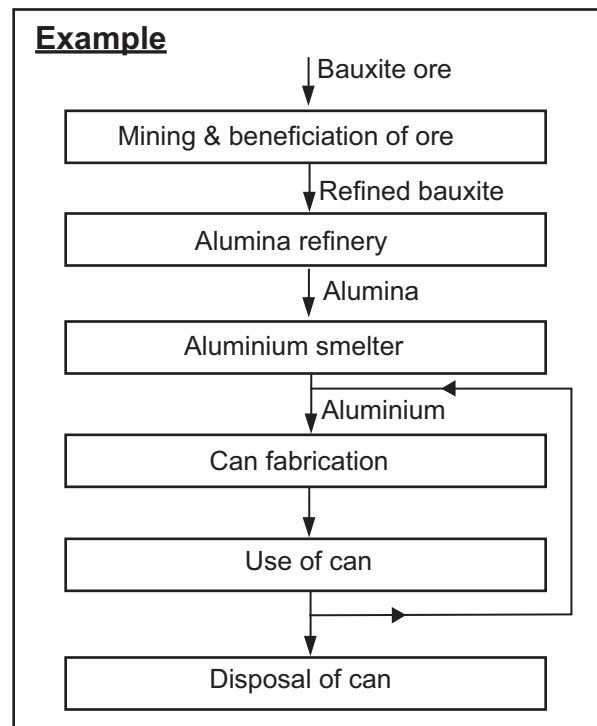 Example
Bauxite ore
Mining & beneficiation of ore
Refined bauxite
Alumina refinery
Alumina
Aluminium smelter
Aluminium
Can fabrication
Use of can
Disposal of can